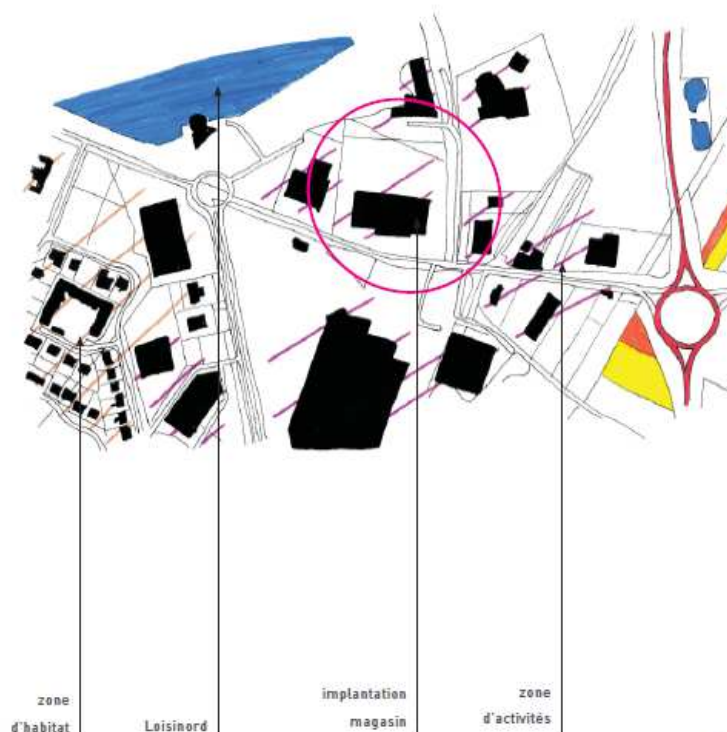 zone
d'habitat
Loisinord
implantation
magasin
zone
d'activités